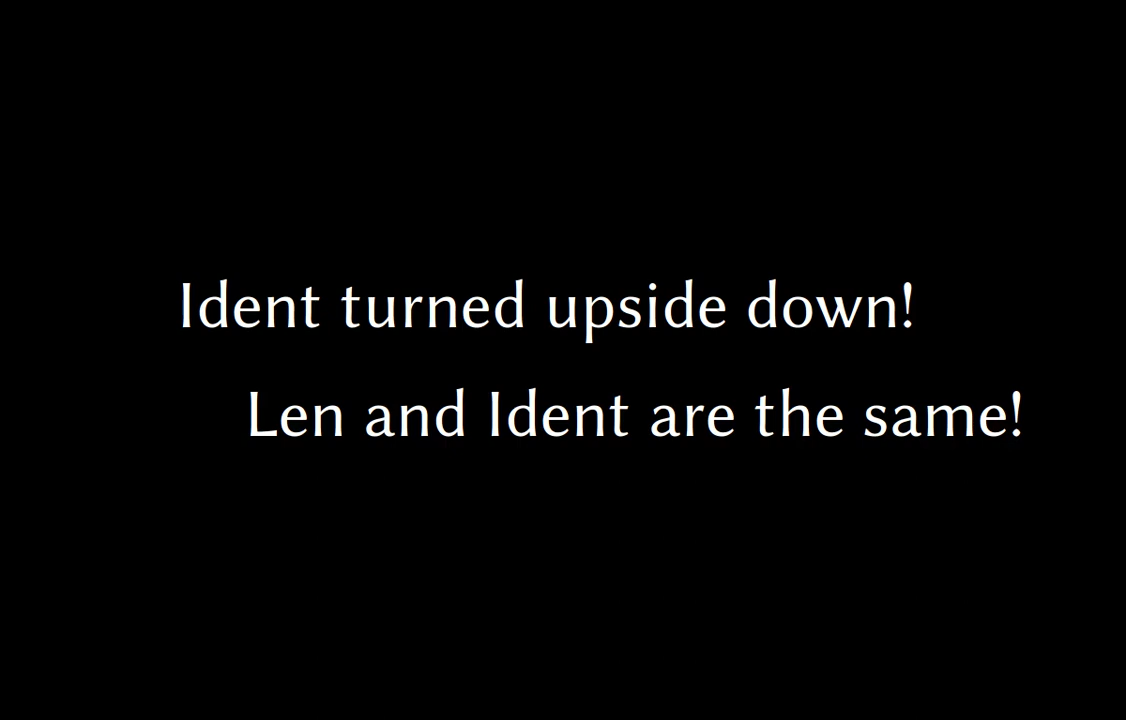 Ident turned upside down!
Len and Ident are the same!